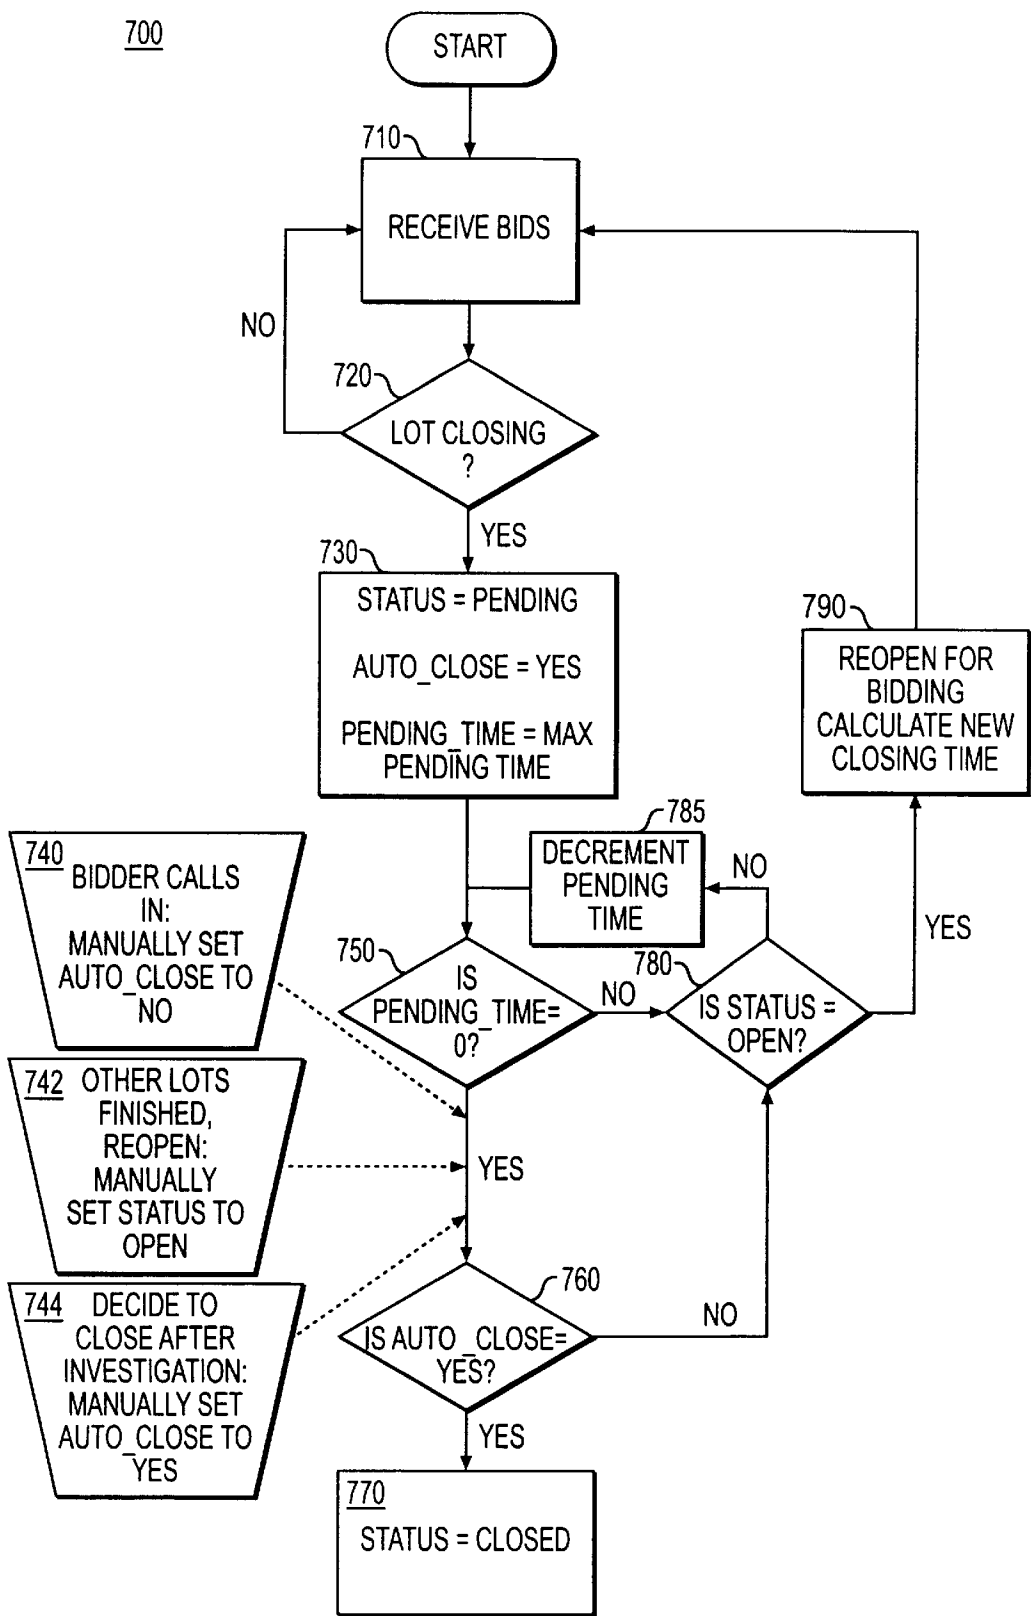 700
START
710
RECEIVE BIDS
NO
720
LOT CLOSING
?
YES
730
STATUS = PENDING
AUTO_CLOSE = YES
PENDING_TIME = MAX
PENDING TIME
790
REOPEN FOR
BIDDING
CALCULATE NEW
CLOSING TIME
785
DECREMENT
PENDING
TIME
NO
YES
740
BIDDER CALLS
IN:
MANUALLY SET
AUTO_CLOSE TO
NO
750
IS
PENDING_TIME=
0?
NO
780
IS STATUS =
OPEN?
742
OTHER LOTS
FINISHED,
REOPEN:
MANUALLY
SET STATUS TO
OPEN
YES
744
DECIDE TO
CLOSE AFTER
INVESTIGATION:
MANUALLY SET
AUTO_CLOSE TO
YES
760
IS AUTO_CLOSE=
YES?
NO
YES
770
STATUS = CLOSED